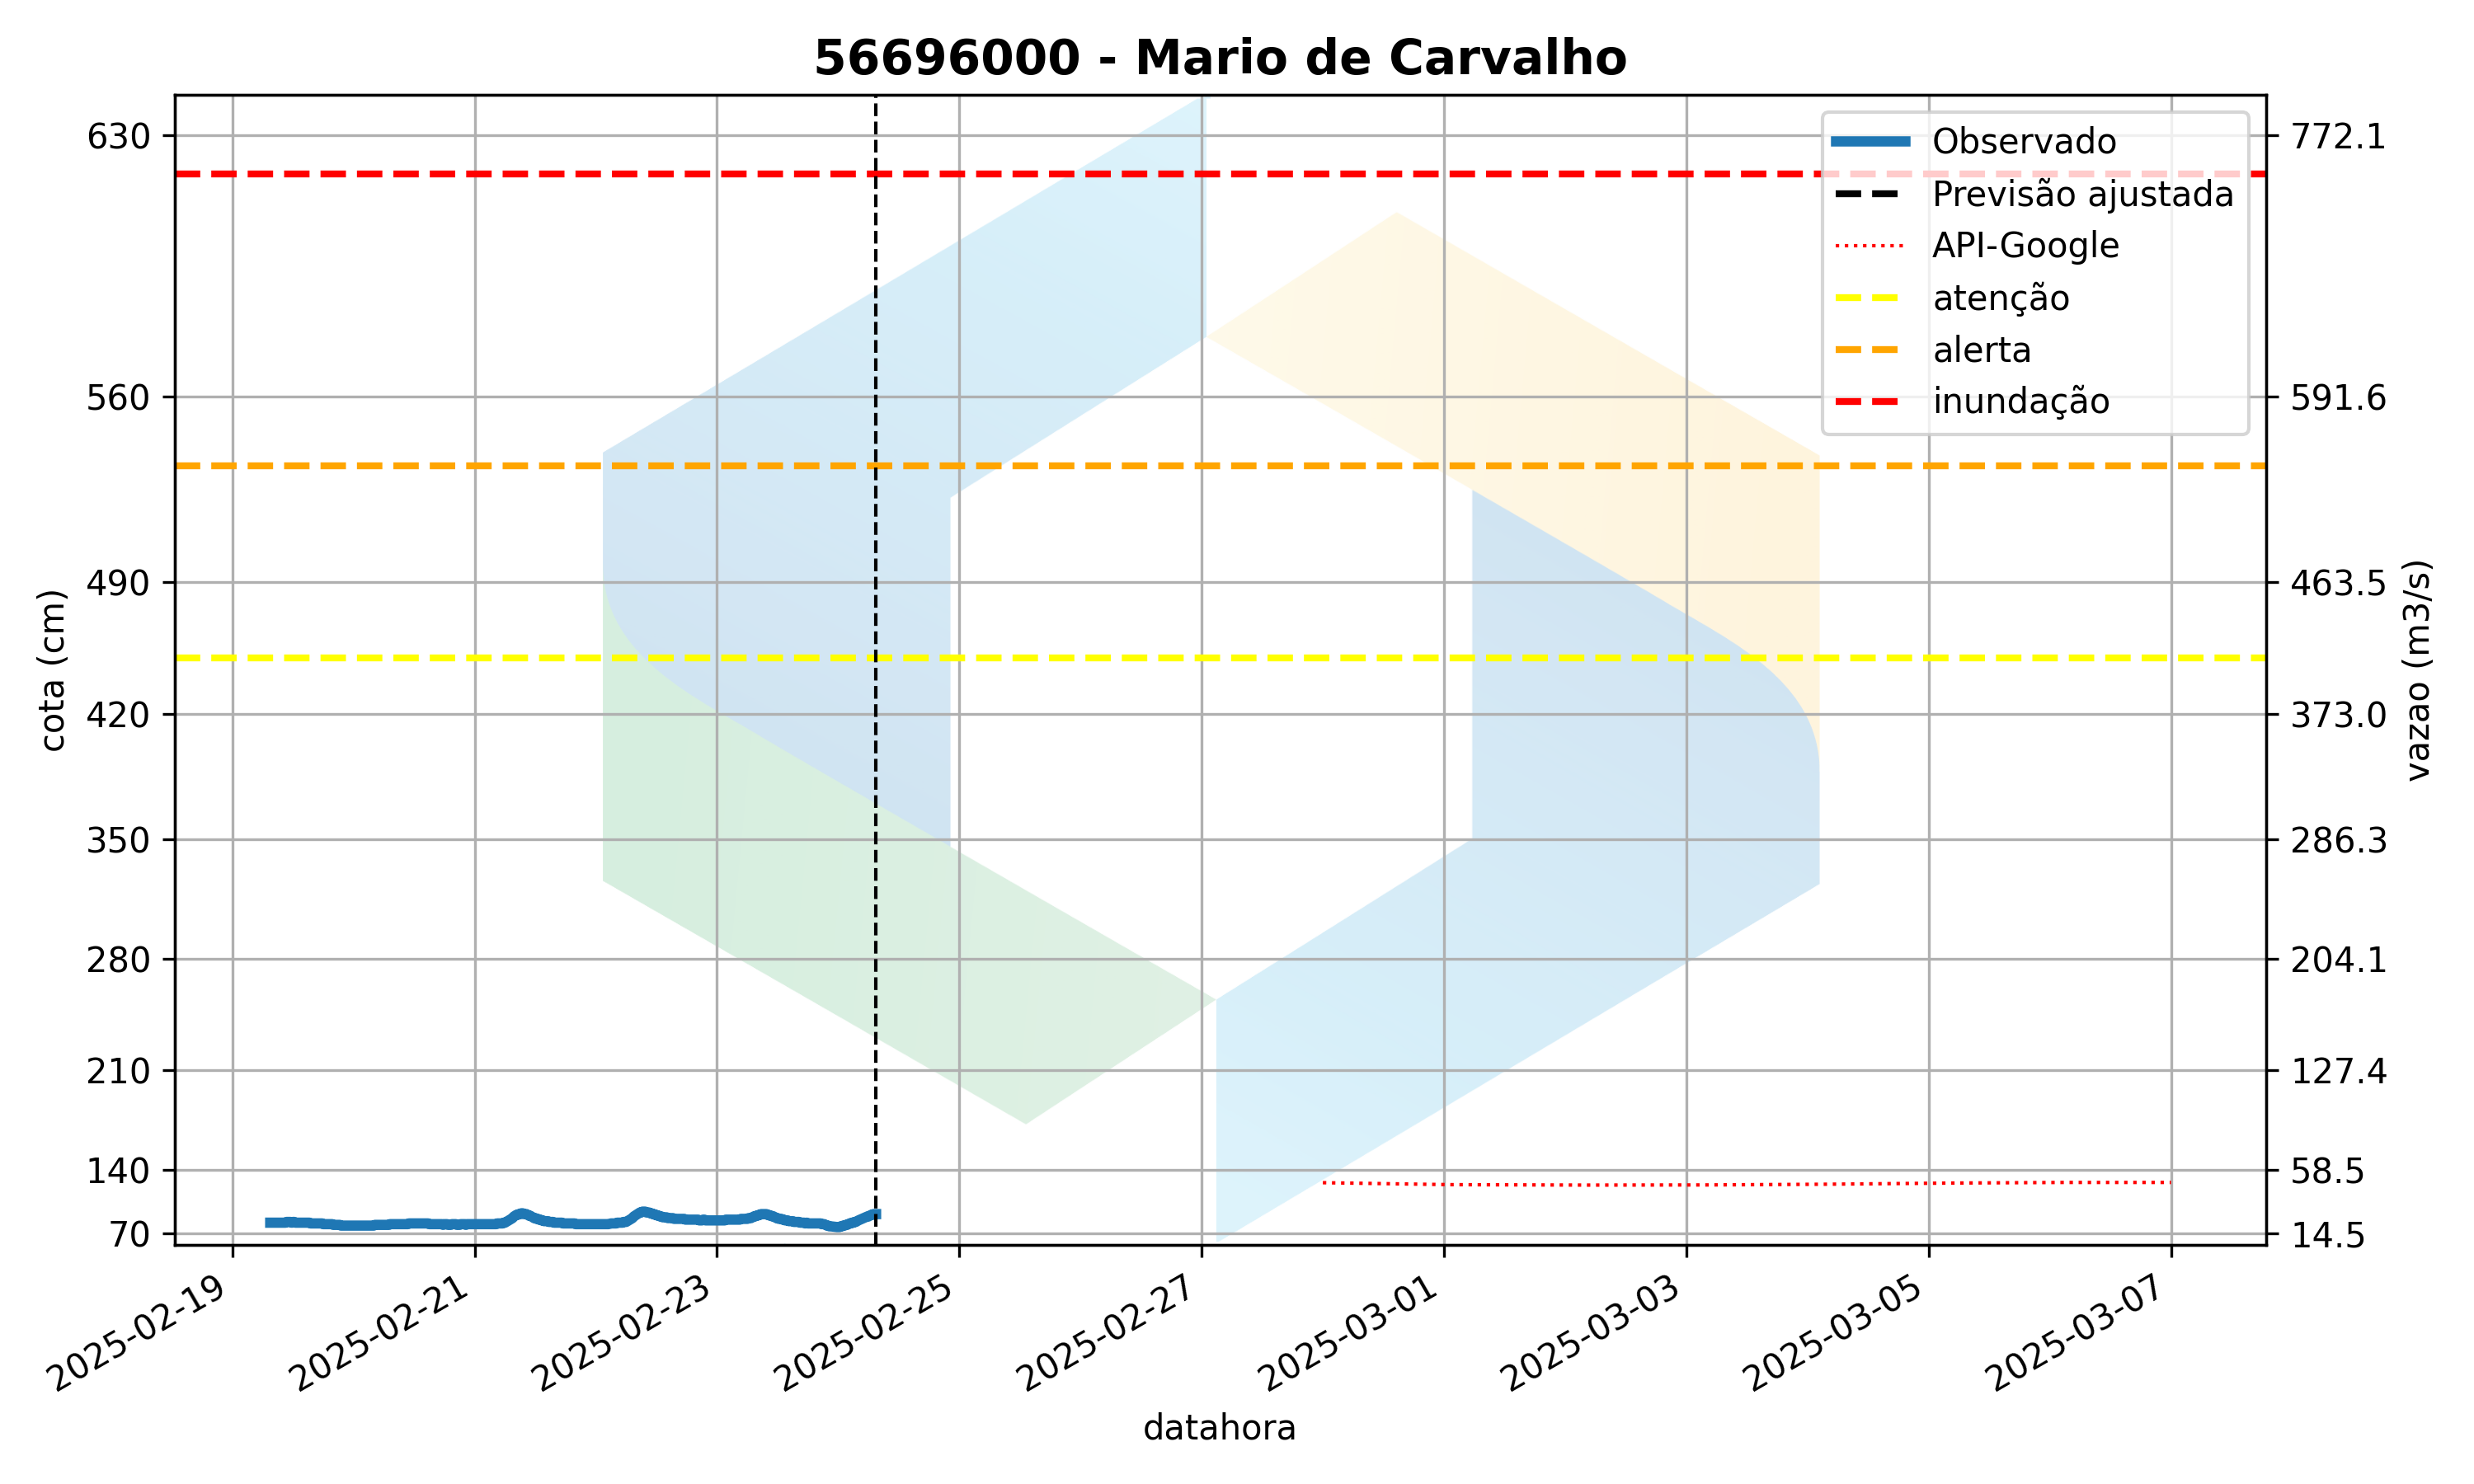 56696000 - Mario de Carvalho
630
560
490
420
350
280
210
140
70
cota (cm)
772.1
591.6
463.5
373.0
286.3
204.1
127.4
58.5
14.5
vazao (m3/s)
Observado
Previsão ajustada
API-Google
atenção
alerta
inundação
2025-02-19
2025-02-21
2025-02-23
2025-02-25
2025-02-27
2025-03-01
2025-03-03
2025-03-05
2025-03-07
datahora